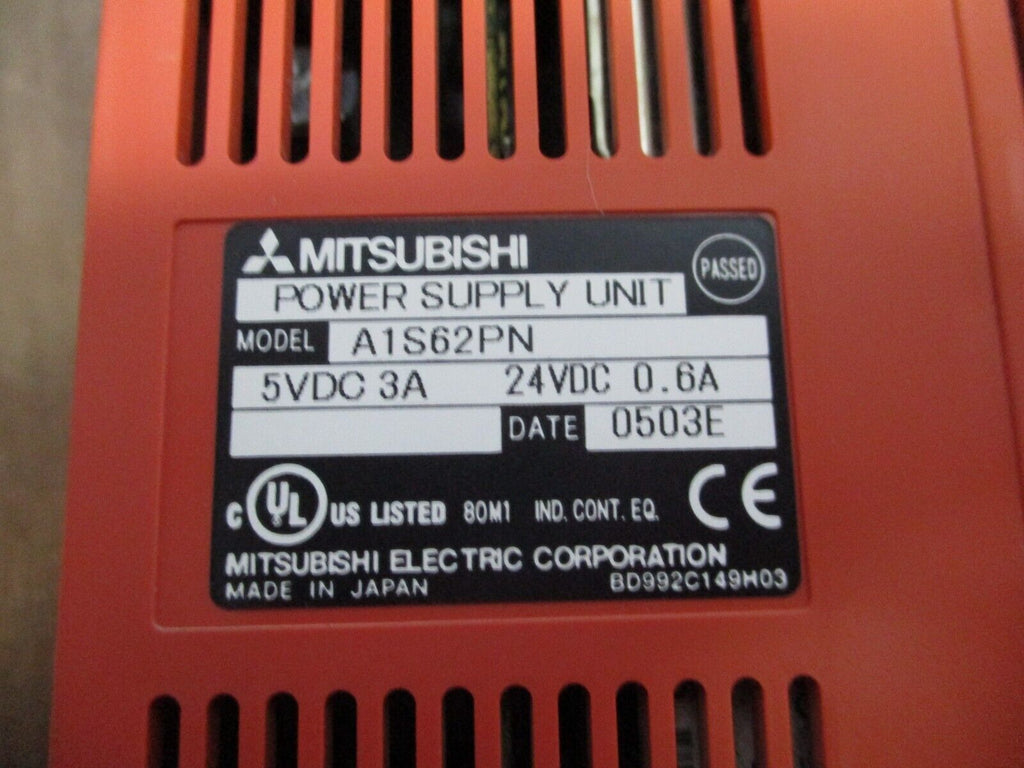 MITSUBISHI
PASSED
POWER SUPPLY UNIT
MODEL A1S62PN
5VDC 3A 24VDC 0.6A
DATE 0503E
C UL US LISTED 80M1 IND. CONT. EQ. CE
MITSUBISHI ELECTRIC CORPORATION
MADE IN JAPAN BD992C149H03